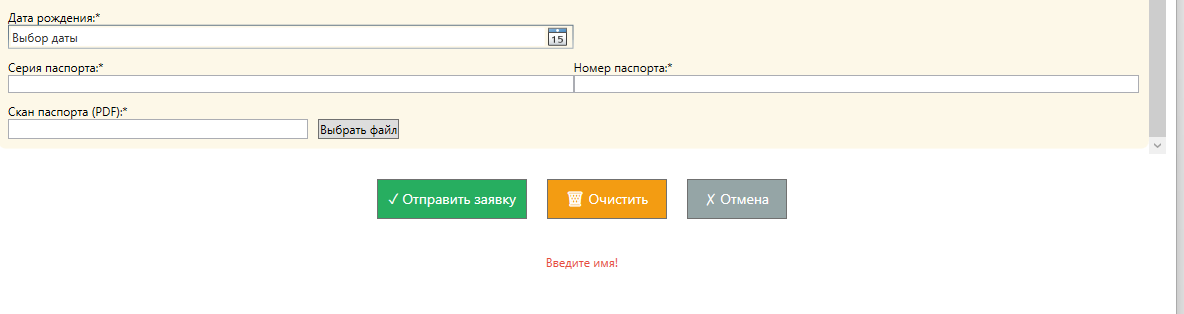 Дата рождения:*
Выбор даты 15
Серия паспорта:* Номер паспорта:*
Скан паспорта (PDF):*
Выбрать файл
✓ Отправить заявку 🗑 Очистить ✗ Отмена
Введите имя!